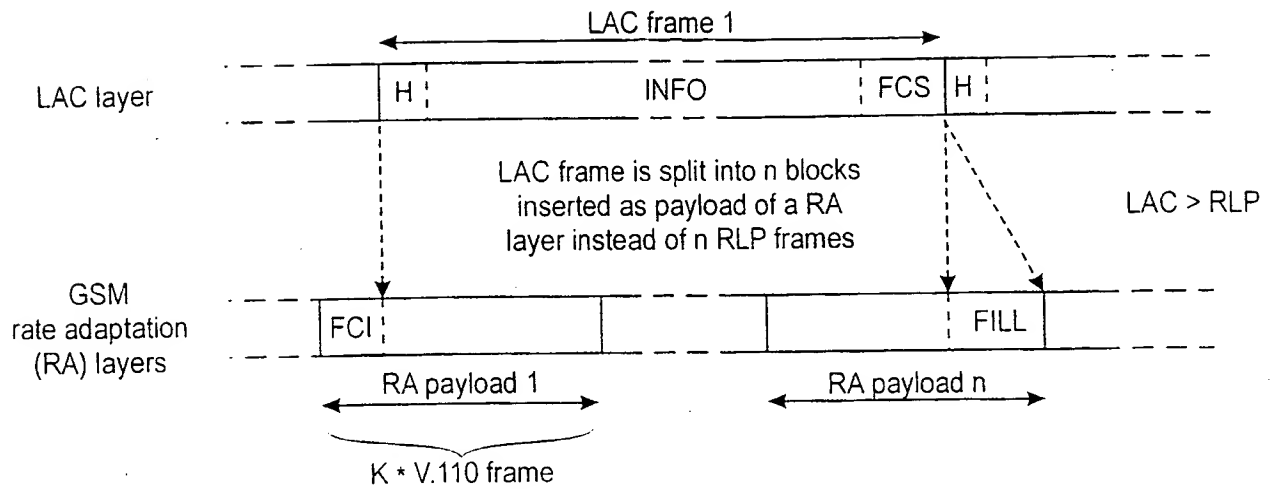 LAC frame 1
LAC layer
H
INFO
FCS
H
LAC frame is split into n blocks
inserted as payload of a RA
layer instead of n RLP frames
LAC > RLP
GSM
rate adaptation
(RA) layers
FCI
FILL
RA payload 1
RA payload n
K * V.110 frame